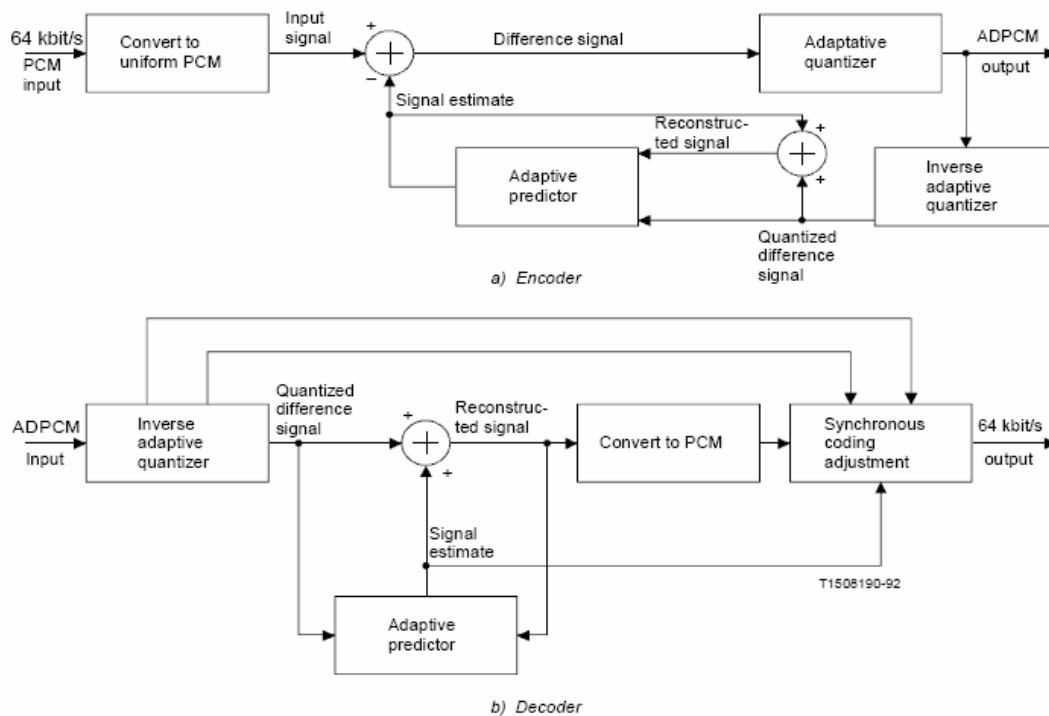 64 kbit/s
PCM
input
Convert to
uniform PCM
Input
signal
+
−
Difference signal
Adaptative
quantizer
ADPCM
output
Signal estimate
Reconstruc-
ted signal
+
+
Adaptive
predictor
Inverse
adaptive
quantizer
Quantized
difference
signal
a) Encoder
ADPCM
Input
Inverse
adaptive
quantizer
Quantized
difference
signal
+
+
Reconstruc-
ted signal
Convert to PCM
Synchronous
coding
adjustment
64 kbit/s
output
Signal
estimate
T1508190-92
Adaptive
predictor
b) Decoder